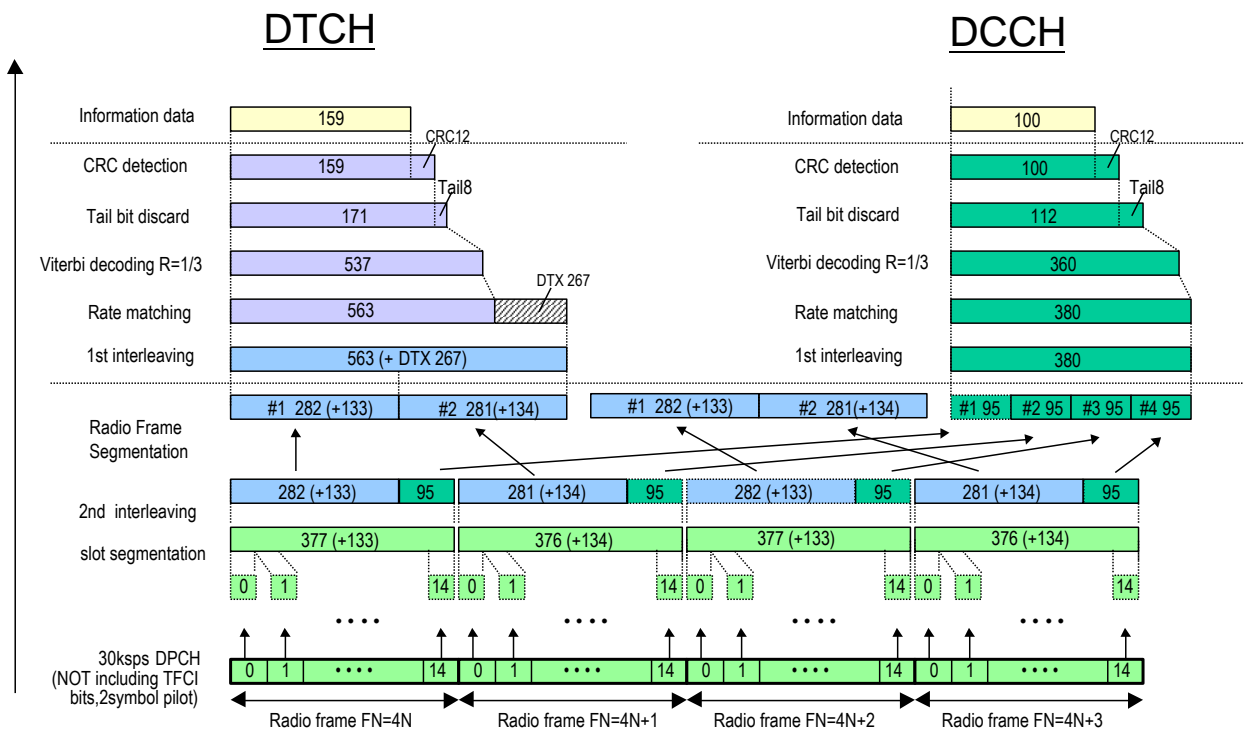 DTCH DCCH
Information data 159 Information data 100
CRC12 CRC12
CRC detection 159 CRC detection 100
Tail8 Tail8
Tail bit discard 171 Tail bit discard 112
Viterbi decoding R=1/3 537 Viterbi decoding R=1/3 360
DTX 267
Rate matching 563 Rate matching 380
1st interleaving 563 (+ DTX 267) 1st interleaving 380
#1 282 (+133) #2 281(+134) #1 282 (+133) #2 281(+134) #1 95 #2 95 #3 95 #4 95
Radio Frame
Segmentation
282 (+133) 95 281 (+134) 95 282 (+133) 95 281 (+134) 95
2nd interleaving
377 (+133) 376 (+134) 377 (+133) 376 (+134)
slot segmentation
0 1 14 0 1 14 0 1 14 0 1 14
•••• •••• •••• ••••
30ksps DPCH
(NOT including TFCI
bits,2symbol pilot)
0 1 •••• 14 0 1 •••• 14 0 1 •••• 14 0 1 •••• 14
Radio frame FN=4N Radio frame FN=4N+1 Radio frame FN=4N+2 Radio frame FN=4N+3